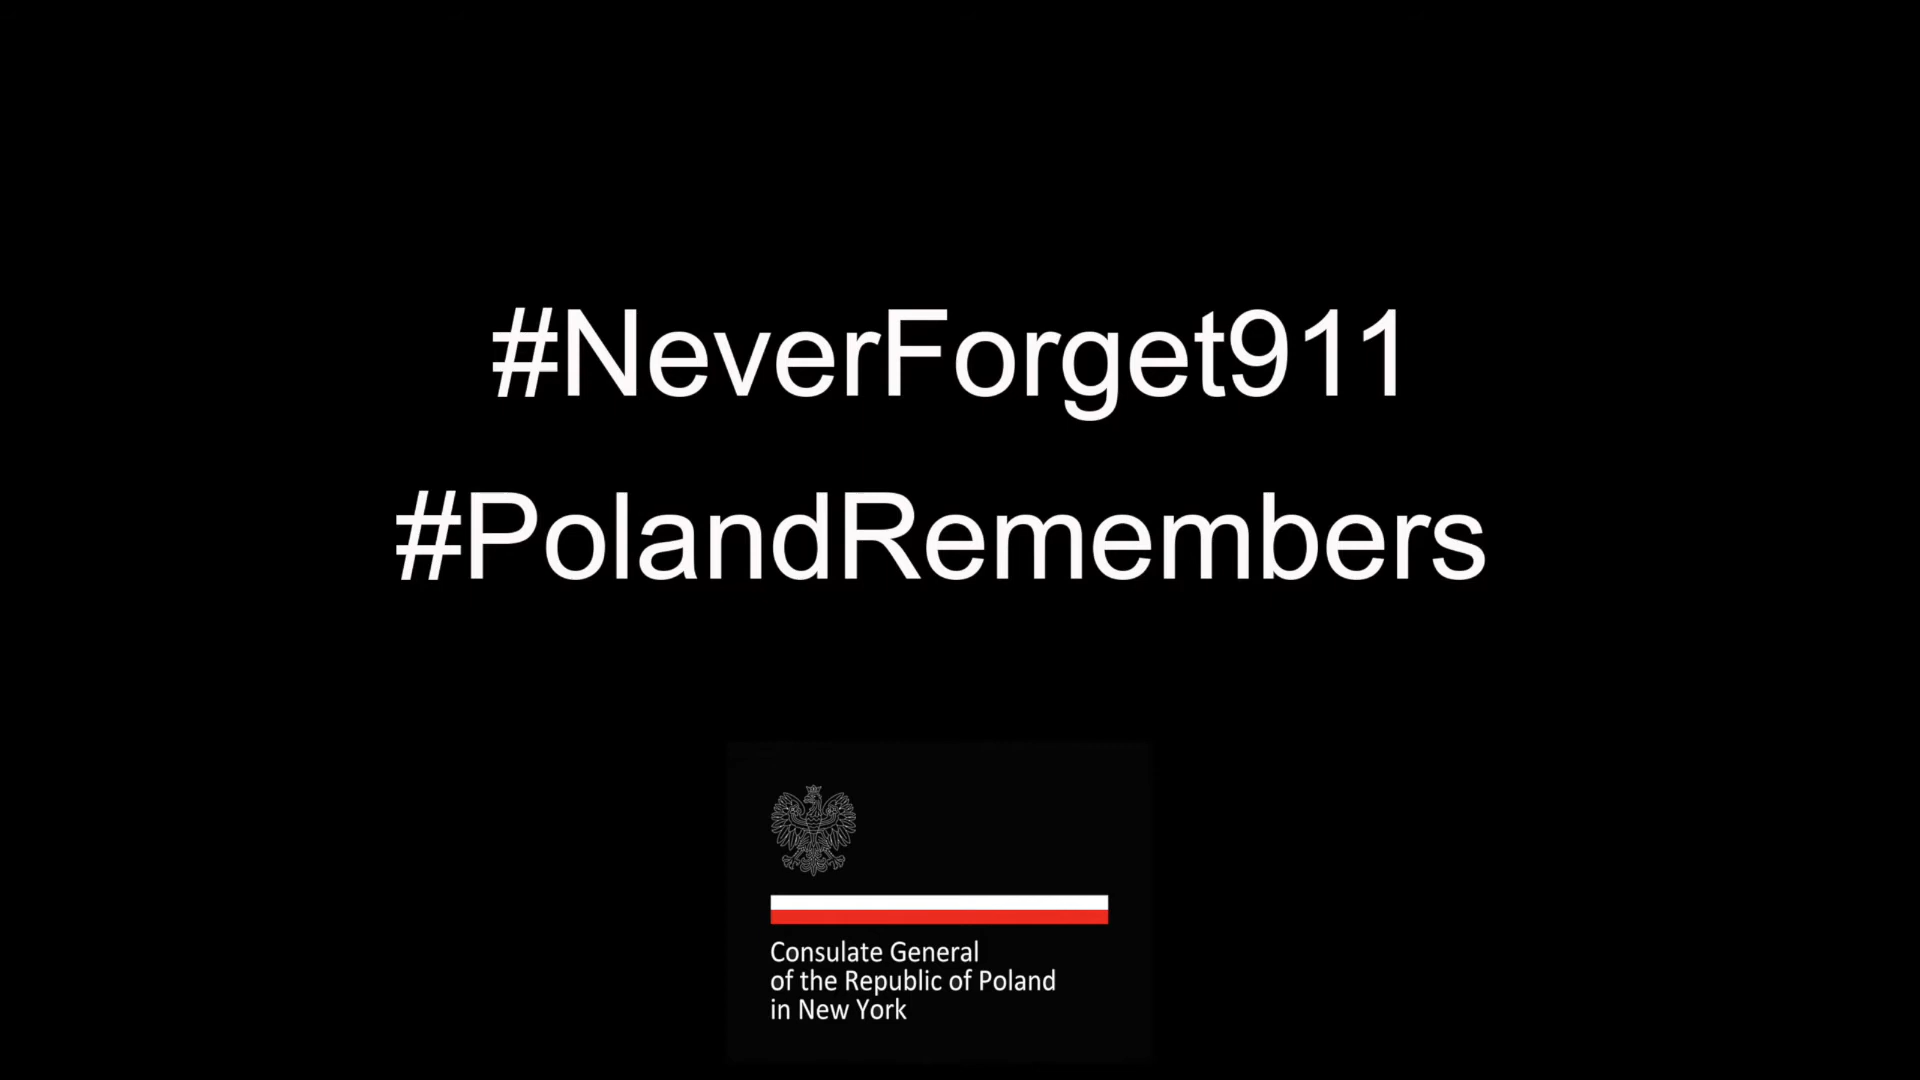 #NeverForget911
#PolandRemembers
Consulate General
of the Republic of Poland
in New York